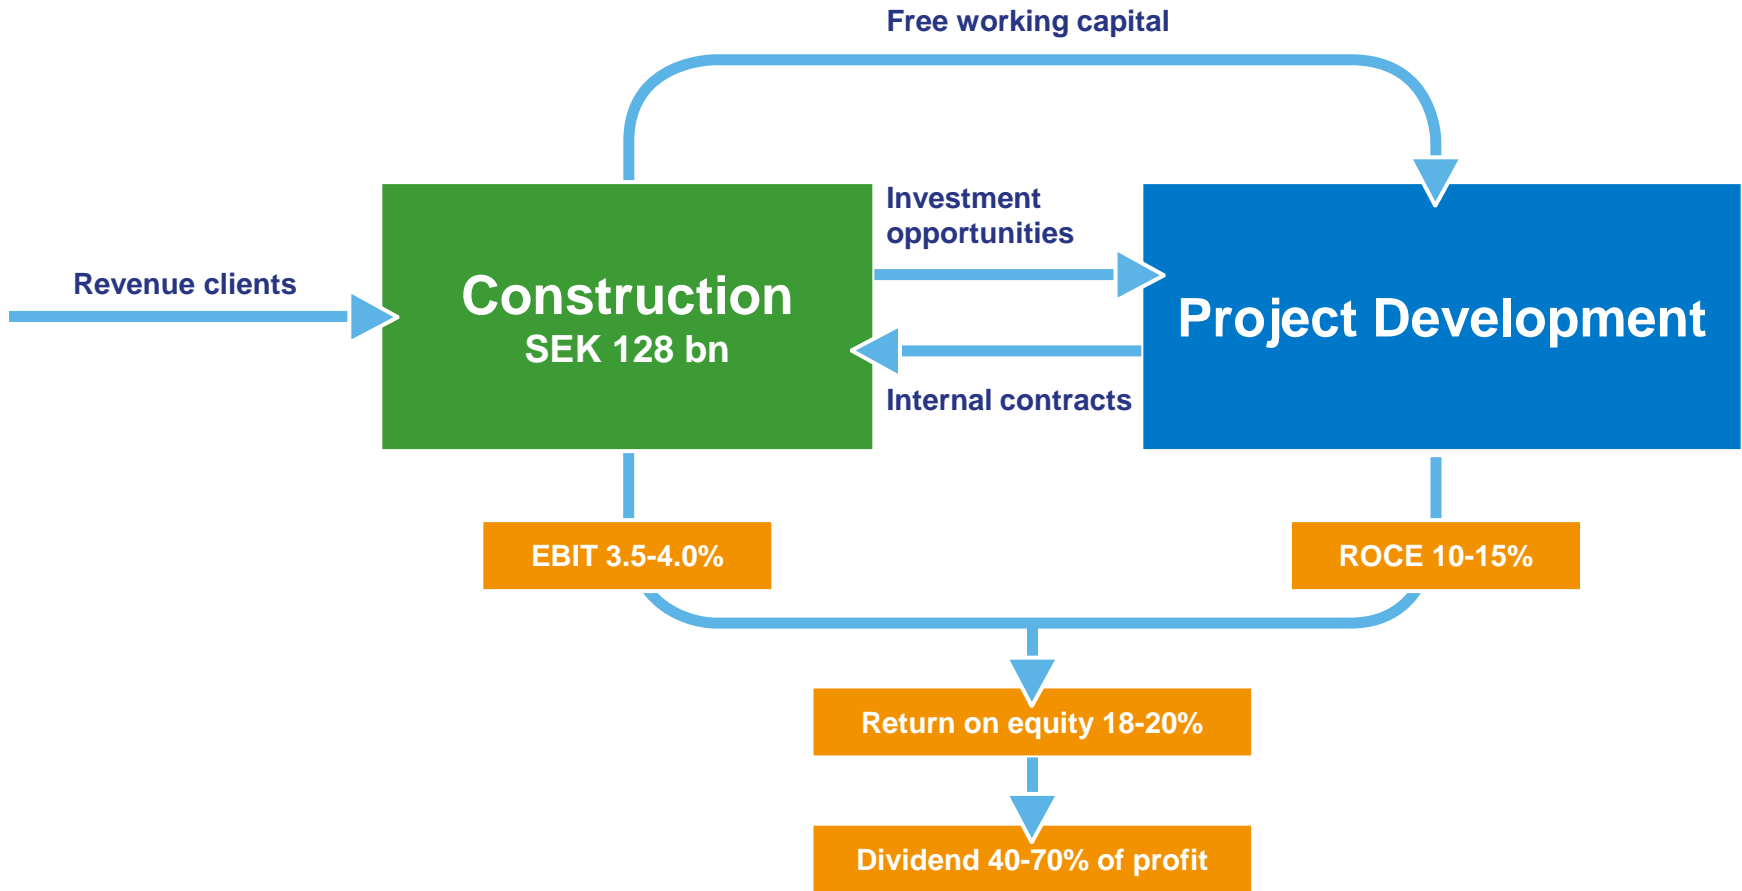 Free working capital
Investment
opportunities
Revenue clients
Construction
SEK 128 bn
Project Development
Internal contracts
EBIT 3.5-4.0%
ROCE 10-15%
Return on equity 18-20%
Dividend 40-70% of profit